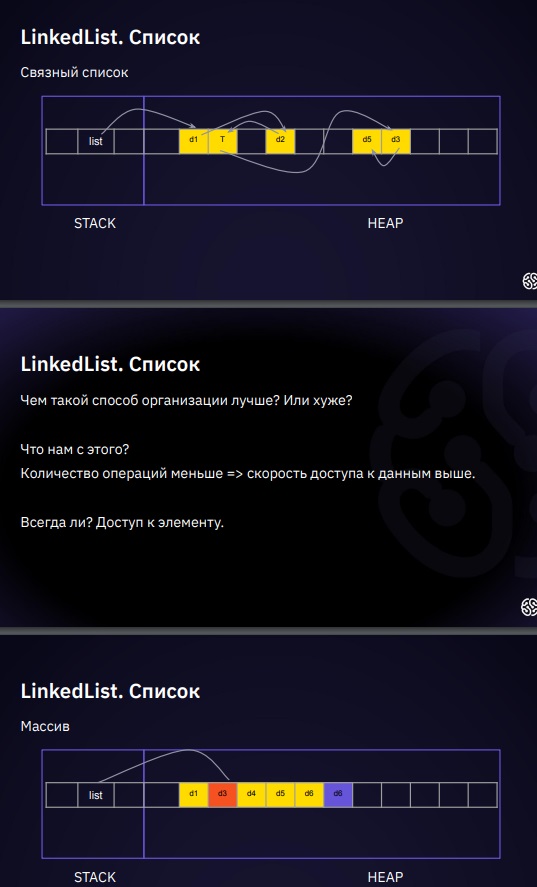 LinkedList. Список
Связный список
list d1 T d2 d5 d3
STACK HEAP
LinkedList. Список
Чем такой способ организации лучше? Или хуже?
Что нам с этого?
Количество операций меньше => скорость доступа к данным выше.
Всегда ли? Доступ к элементу.
LinkedList. Список
Массив
list d1 d3 d4 d5 d6 d6
STACK HEAP